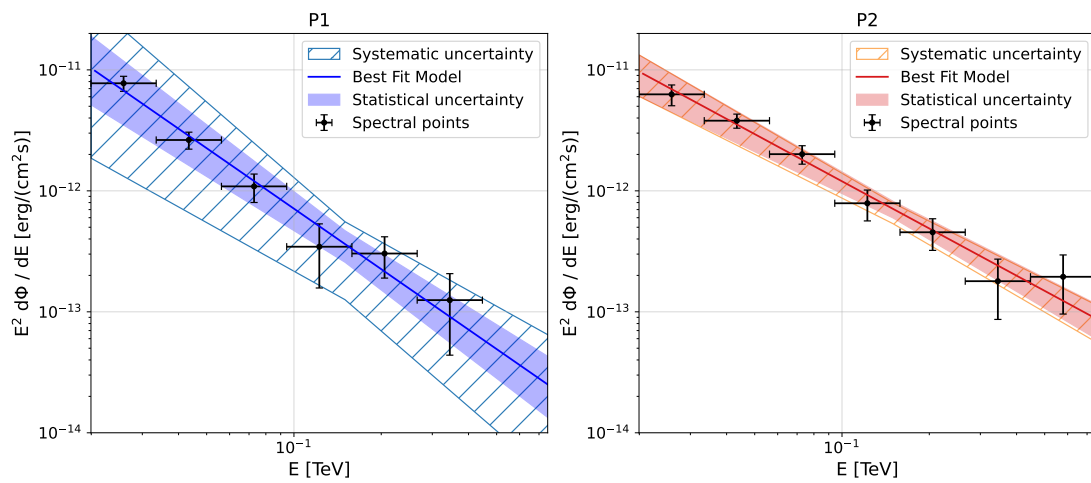 P1
Systematic uncertainty
Best Fit Model
Statistical uncertainty
Spectral points
10⁻¹¹
10⁻¹²
10⁻¹³
10⁻¹⁴
E² dΦ / dE [erg/(cm²s)]
10⁻¹
E [TeV]
P2
Systematic uncertainty
Best Fit Model
Statistical uncertainty
Spectral points
10⁻¹¹
10⁻¹²
10⁻¹³
10⁻¹⁴
E² dΦ / dE [erg/(cm²s)]
10⁻¹
E [TeV]